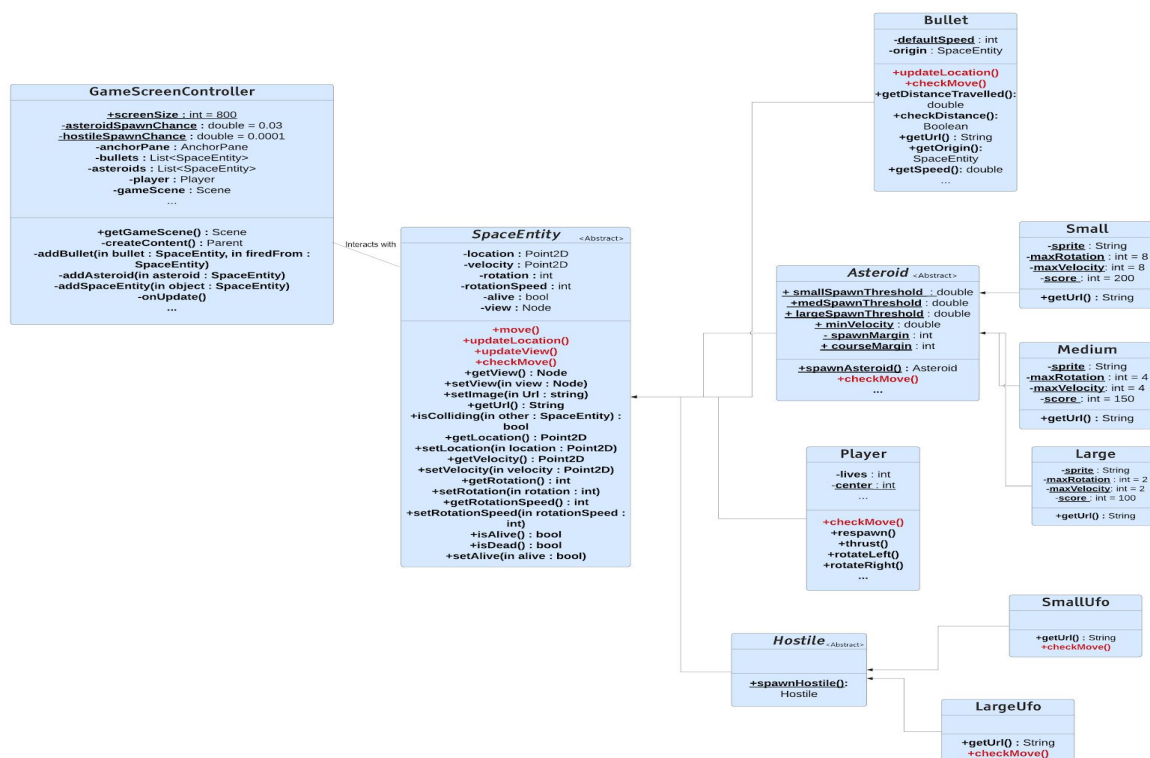 GameScreenController
+screenSize : int = 800
-asteroidSpawnChance : double = 0.03
-hostileSpawnChance : double = 0.0001
-anchorPane : AnchorPane
-bullets : List<SpaceEntity>
-asteroids : List<SpaceEntity>
-player : Player
-gameScene : Scene
...
+getGameScene() : Scene
-createContent() : Parent
-addBullet(in bullet : SpaceEntity, in firedFrom :
SpaceEntity)
-addAsteroid(in asteroid : SpaceEntity)
-addSpaceEntity(in object : SpaceEntity)
-onUpdate()
...
Interacts with
SpaceEntity <Abstract>
-location : Point2D
-velocity : Point2D
-rotation : int
-rotationSpeed : int
-alive : bool
-view : Node
+move()
+updateLocation()
+updateView()
+checkMove()
+getView() : Node
+setView(in view : Node)
+setImage(in Url : string)
+getUrl() : String
+isColliding(in other : SpaceEntity) :
bool
+getLocation() : Point2D
+setLocation(in location : Point2D)
+getVelocity() : Point2D
+setVelocity(in velocity : Point2D)
+getRotation() : int
+setRotation(in rotation : int)
+getRotationSpeed() : int
+setRotationSpeed(in rotationSpeed :
int)
+isAlive() : bool
+isDead() : bool
+setAlive(in alive : bool)
Bullet
-defaultSpeed : int
-origin : SpaceEntity
+updateLocation()
+checkMove()
+getDistanceTravelled():
double
+checkDistance():
Boolean
+getUrl() : String
+getOrigin():
SpaceEntity
+getSpeed(): double
...
Asteroid <Abstract>
+ smallSpawnThreshold : double
+medSpawnThreshold : double
+ largeSpawnThreshold : double
+ minVelocity : double
- spawnMargin : int
+ courseMargin : int
+spawnAsteroid() : Asteroid
+checkMove()
...
Small
-sprite : String
-maxRotation : int = 8
-maxVelocity: int = 8
-score : int = 200
+getUrl() : String
Medium
-sprite : String
-maxRotation : int = 4
-maxVelocity: int = 4
-score : int = 150
+getUrl() : String
Large
-sprite : String
-maxRotation : int = 2
-maxVelocity: int = 2
-score : int = 100
+getUrl() : String
Player
-lives : int
-center : int
...
+checkMove()
+respawn()
+thrust()
+rotateLeft()
+rotateRight()
...
Hostile <Abstract>
+spawnHostile():
Hostile
SmallUfo
+getUrl() : String
+checkMove()
LargeUfo
+getUrl() : String
+checkMove()